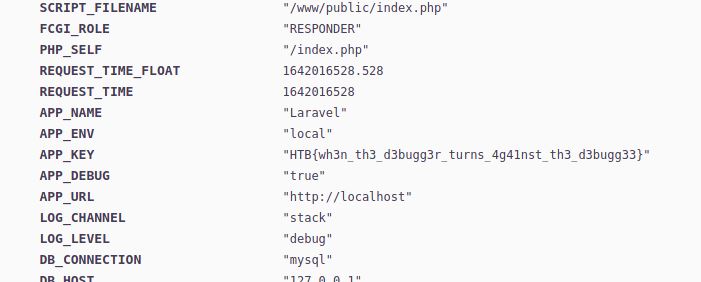 SCRIPT_FILENAME "/www/public/index.php"
FCGI_ROLE "RESPONDER"
PHP_SELF "/index.php"
REQUEST_TIME_FLOAT 1642016528.528
REQUEST_TIME 1642016528
APP_NAME "Laravel"
APP_ENV "local"
APP_KEY "HTB{wh3n_th3_d3bugg3r_turns_4g41nst_th3_d3bugg33}"
APP_DEBUG "true"
APP_URL "http://localhost"
LOG_CHANNEL "stack"
LOG_LEVEL "debug"
DB_CONNECTION "mysql"
DB_HOST "127.0.0.1"